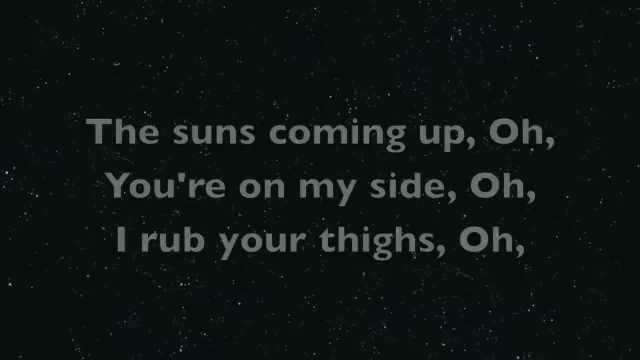 The suns coming up, Oh,
You're on my side, Oh,
I rub your thighs, Oh,